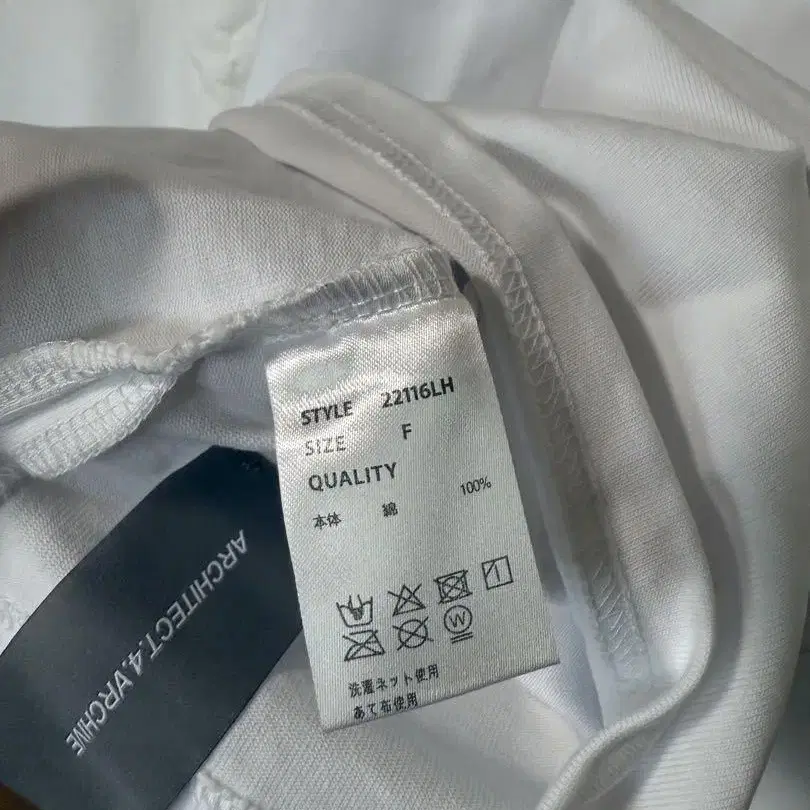 STYLE 22116LH
SIZE F
QUALITY
本体 綿 100%
W
洗濯ネット使用
あて布使用
ARCHITECT.4.ARCHIVE